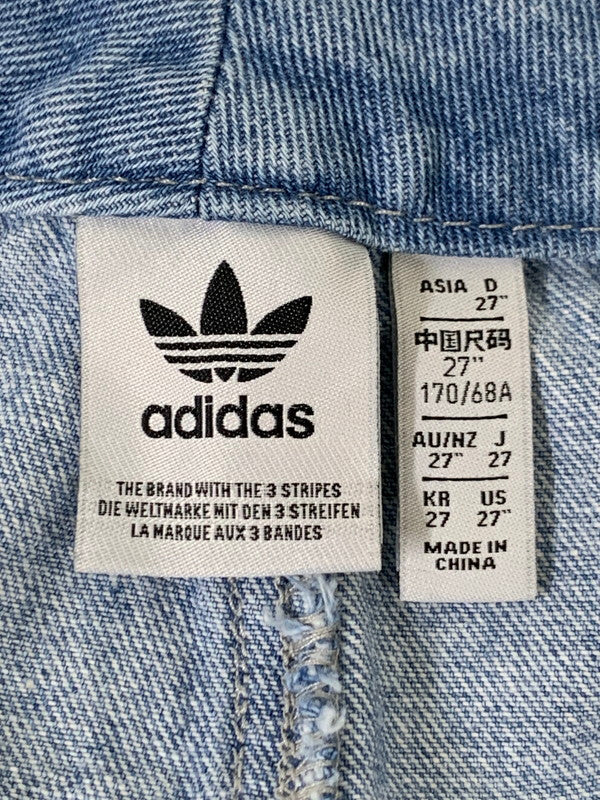 adidas
THE BRAND WITH THE 3 STRIPES
DIE WELTMARKE MIT DEN 3 STREIFEN
LA MARQUE AUX 3 BANDES
ASIA D
27"
中国尺码
27"
170/68A
AU/NZ J
27" 27
KR US
27 27"
MADE IN
CHINA